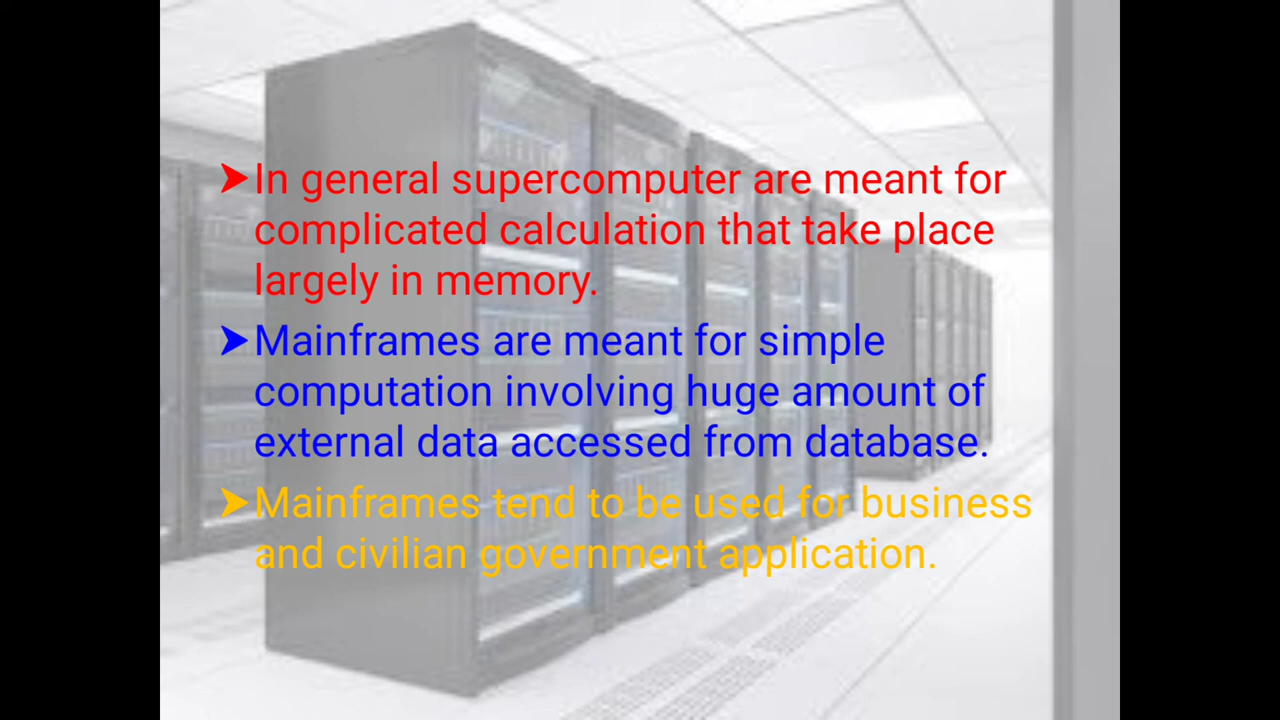 ➤In general supercomputer are meant for
complicated calculation that take place
largely in memory.
➤Mainframes are meant for simple
computation involving huge amount of
external data accessed from database.
➤Mainframes tend to be used for business
and civilian government application.